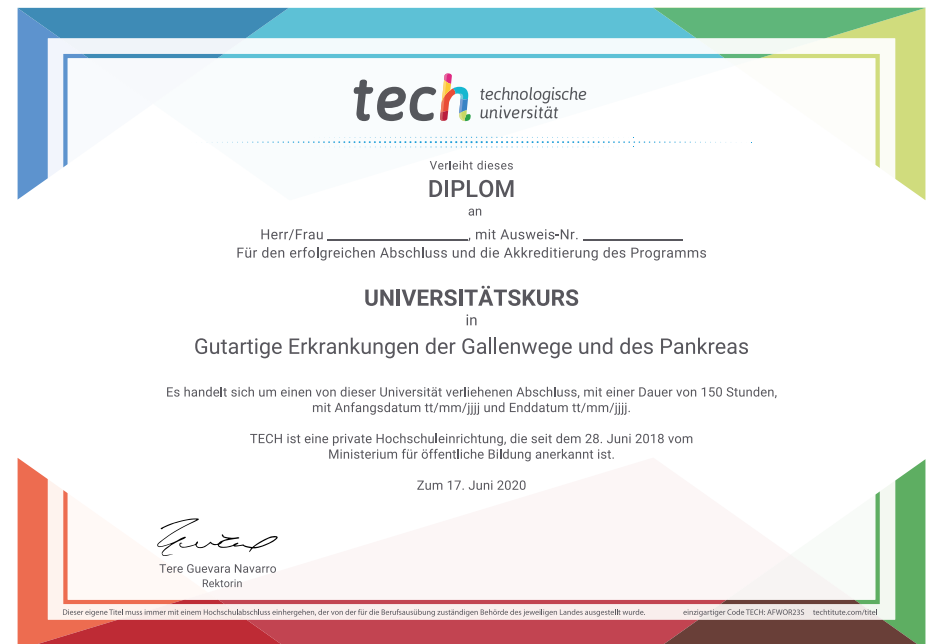 tech technologische
universität
Verleiht dieses
DIPLOM
an
Herr/Frau ____________________, mit Ausweis-Nr. ______________
Für den erfolgreichen Abschluss und die Akkreditierung des Programms
UNIVERSITÄTSKURS
in
Gutartige Erkrankungen der Gallenwege und des Pankreas
Es handelt sich um einen von dieser Universität verliehenen Abschluss, mit einer Dauer von 150 Stunden,
mit Anfangsdatum tt/mm/jjjj und Enddatum tt/mm/jjjj.
TECH ist eine private Hochschuleinrichtung, die seit dem 28. Juni 2018 vom
Ministerium für öffentliche Bildung anerkannt ist.
Zum 17. Juni 2020
Tere Guevara Navarro
Rektorin
Dieser eigene Titel muss immer mit einem Hochschulabschluss einhergehen, der von der für die Berufsausübung zuständigen Behörde des jeweiligen Landes ausgestellt wurde. einzigartiger Code TECH: AFWOR23S techtitute.com/titel